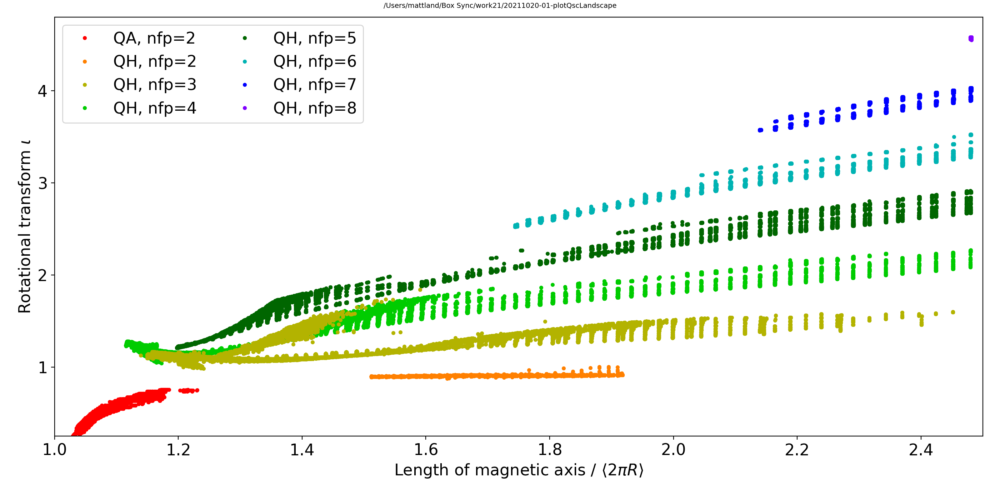 /Users/mattland/Box Sync/work21/20211020-01-plotQscLandscape
QA, nfp=2
QH, nfp=2
QH, nfp=3
QH, nfp=4
QH, nfp=5
QH, nfp=6
QH, nfp=7
QH, nfp=8
Rotational transform ι
4
3
2
1
1.0 1.2 1.4 1.6 1.8 2.0 2.2 2.4
Length of magnetic axis / ⟨2πR⟩